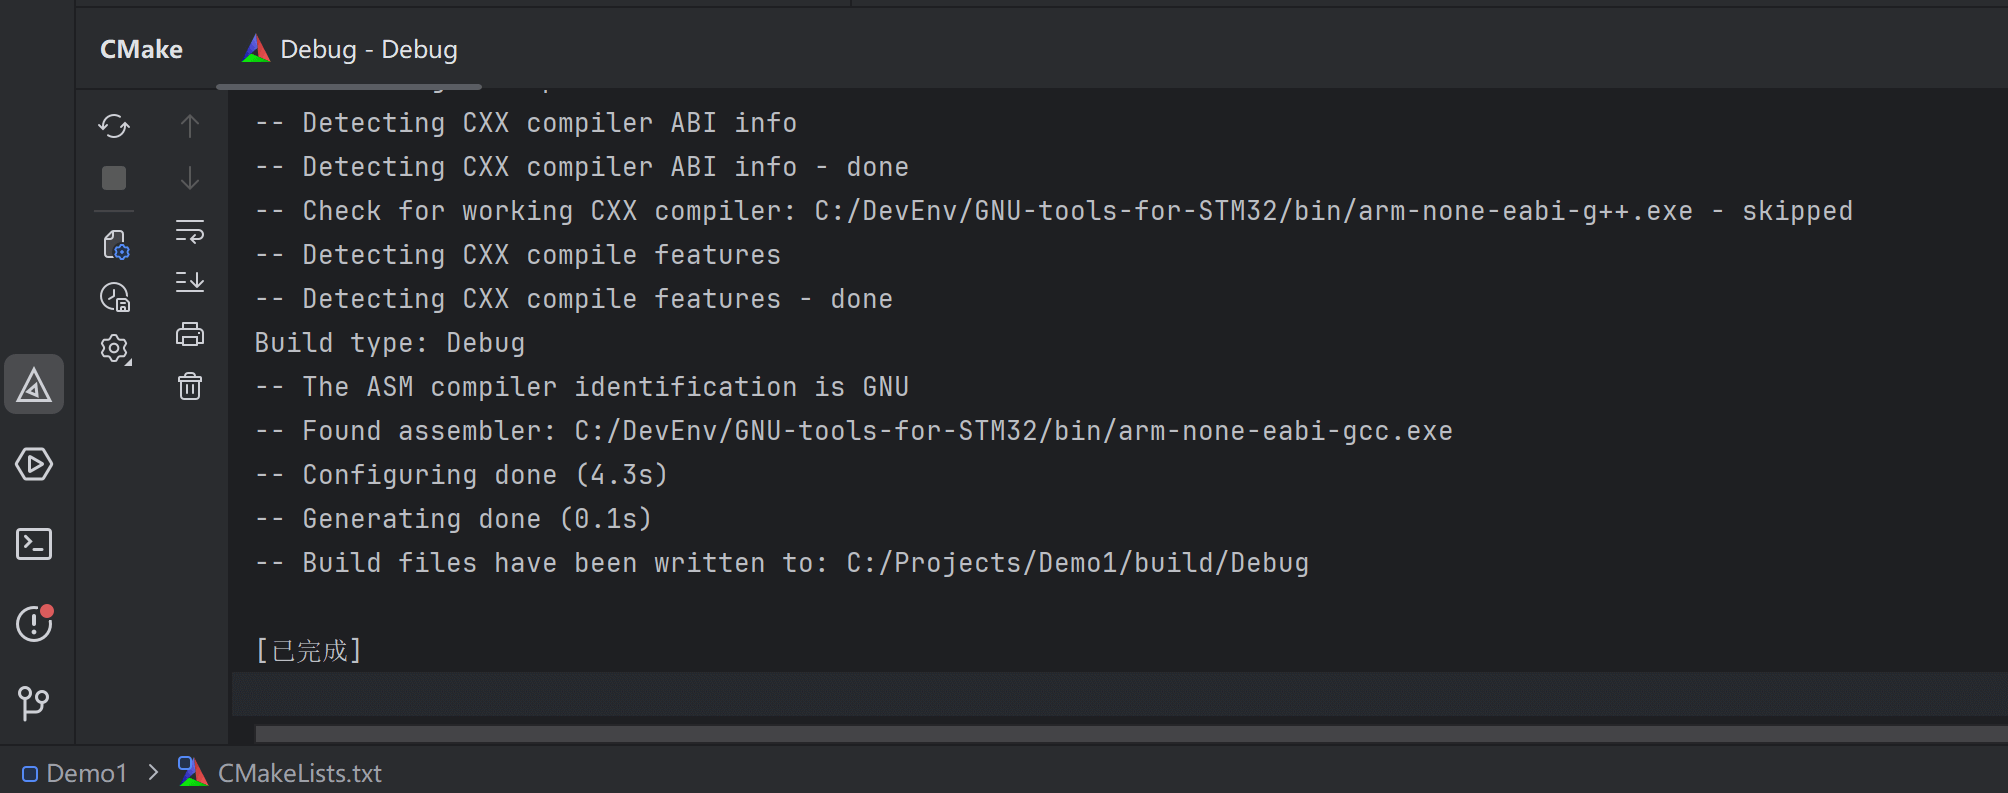 CMake
Debug - Debug
-- Detecting CXX compiler ABI info
-- Detecting CXX compiler ABI info - done
-- Check for working CXX compiler: C:/DevEnv/GNU-tools-for-STM32/bin/arm-none-eabi-g++.exe - skipped
-- Detecting CXX compile features
-- Detecting CXX compile features - done
Build type: Debug
-- The ASM compiler identification is GNU
-- Found assembler: C:/DevEnv/GNU-tools-for-STM32/bin/arm-none-eabi-gcc.exe
-- Configuring done (4.3s)
-- Generating done (0.1s)
-- Build files have been written to: C:/Projects/Demo1/build/Debug
[已完成]
Demo1 > CMakeLists.txt